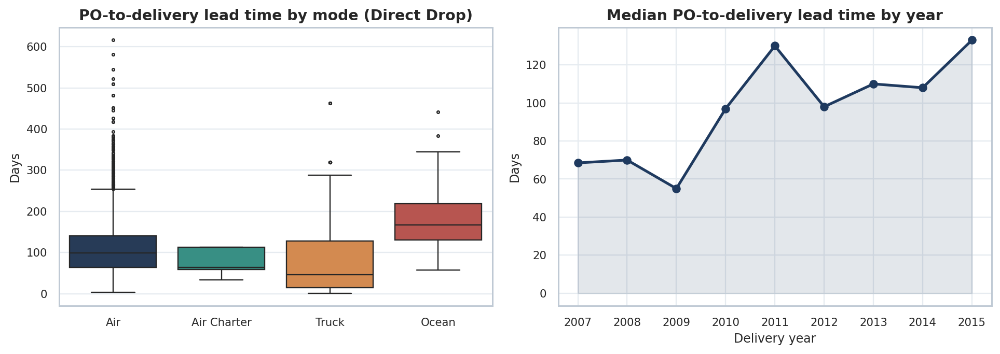 PO-to-delivery lead time by mode (Direct Drop)
600
500
400
300
200
100
0
Days
Air Air Charter Truck Ocean
Median PO-to-delivery lead time by year
120
100
80
60
40
20
0
Days
2007 2008 2009 2010 2011 2012 2013 2014 2015
Delivery year